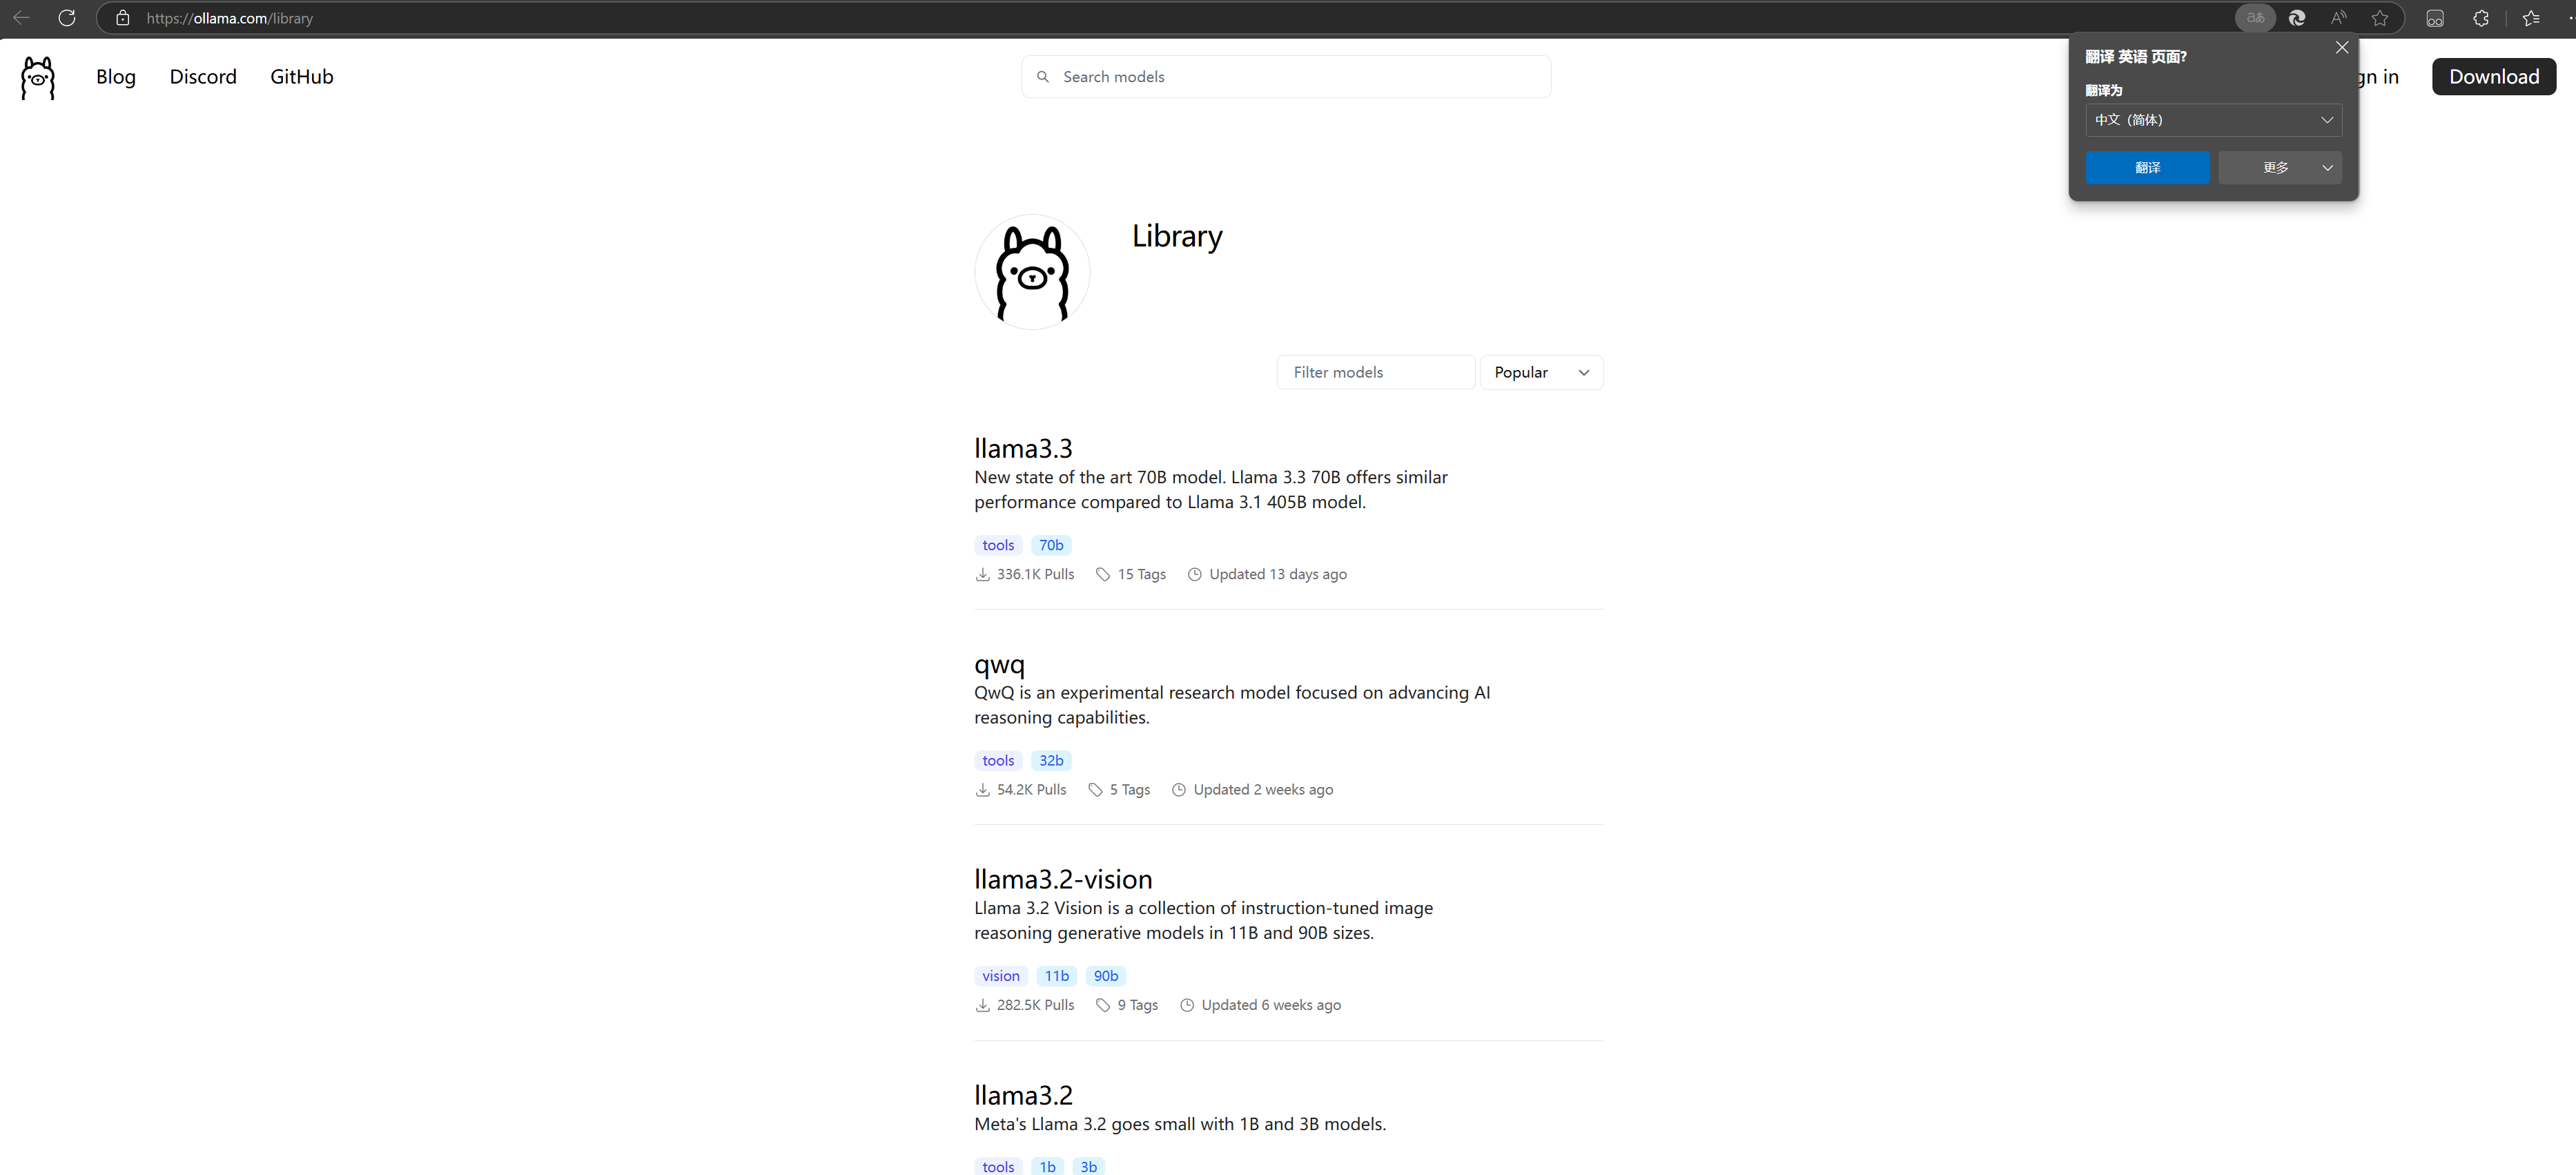 https://ollama.com/library
Blog Discord GitHub
Search models
gn in
Download
翻译 英语 页面?
翻译为
中文 (简体)
翻译 更多
Library
Filter models
Popular
llama3.3
New state of the art 70B model. Llama 3.3 70B offers similar
performance compared to Llama 3.1 405B model.
tools 70b
336.1K Pulls 15 Tags Updated 13 days ago
qwq
QwQ is an experimental research model focused on advancing AI
reasoning capabilities.
tools 32b
54.2K Pulls 5 Tags Updated 2 weeks ago
llama3.2-vision
Llama 3.2 Vision is a collection of instruction-tuned image
reasoning generative models in 11B and 90B sizes.
vision 11b 90b
282.5K Pulls 9 Tags Updated 6 weeks ago
llama3.2
Meta's Llama 3.2 goes small with 1B and 3B models.
tools 1b 3b